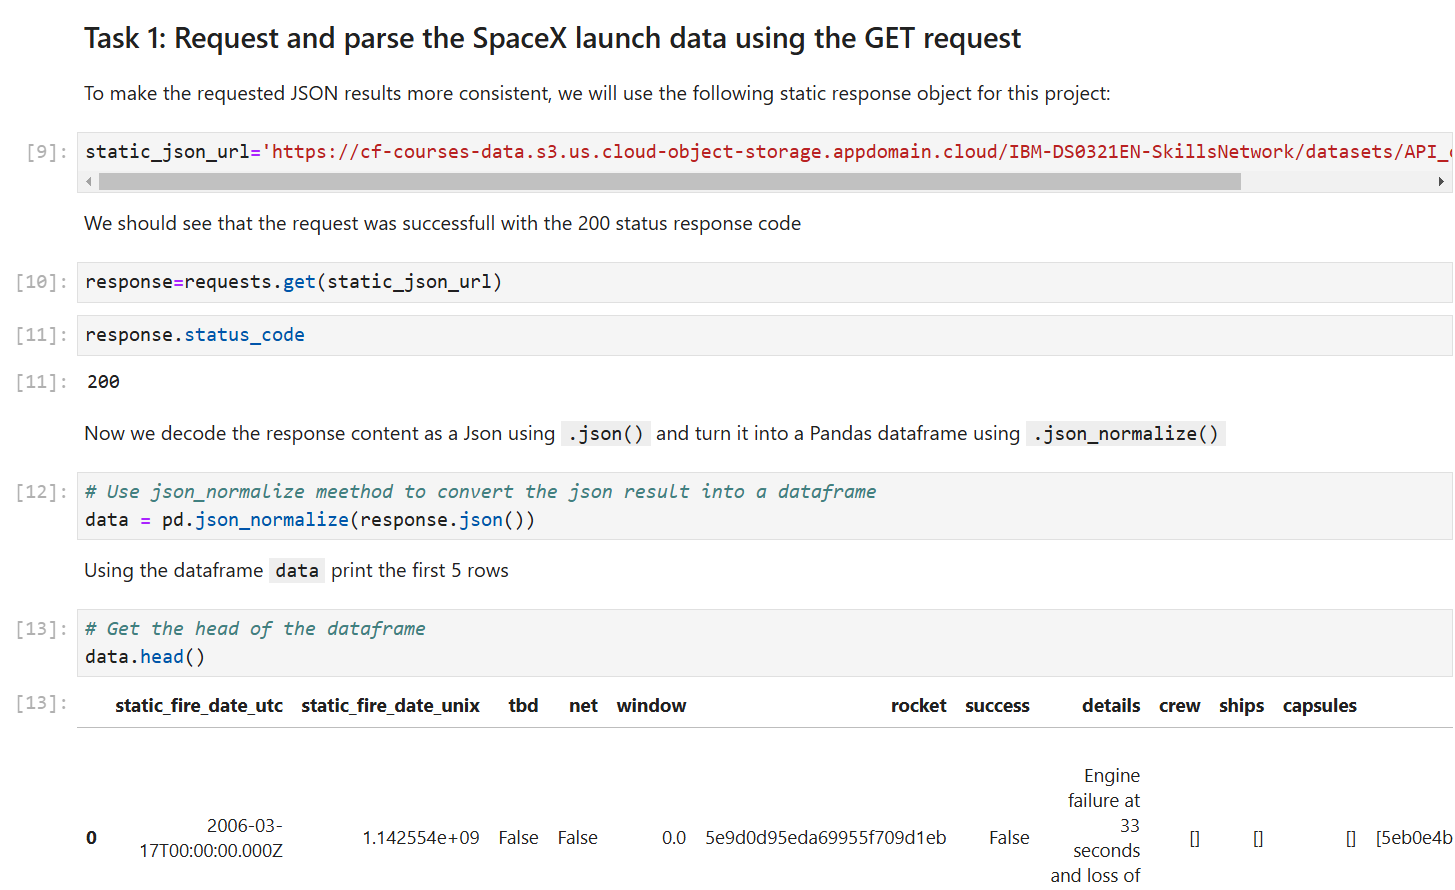 Task 1: Request and parse the SpaceX launch data using the GET request
To make the requested JSON results more consistent, we will use the following static response object for this project:
[9]: static_json_url='https://cf-courses-data.s3.us.cloud-object-storage.appdomain.cloud/IBM-DS0321EN-SkillsNetwork/datasets/API_
We should see that the request was successfull with the 200 status response code
[10]: response=requests.get(static_json_url)
[11]: response.status_code
[11]: 200
Now we decode the response content as a Json using .json() and turn it into a Pandas dataframe using .json_normalize()
[12]: # Use json_normalize meethod to convert the json result into a dataframe
data = pd.json_normalize(response.json())
Using the dataframe data print the first 5 rows
[13]: # Get the head of the dataframe
data.head()
[13]: static_fire_date_utc static_fire_date_unix tbd net window rocket success details crew ships capsules
Engine
failure at
33
seconds
and loss of
0 2006-03-
17T00:00:00.000Z 1.142554e+09 False False 0.0 5e9d0d95eda69955f709d1eb False [] [] [] [5eb0e4b